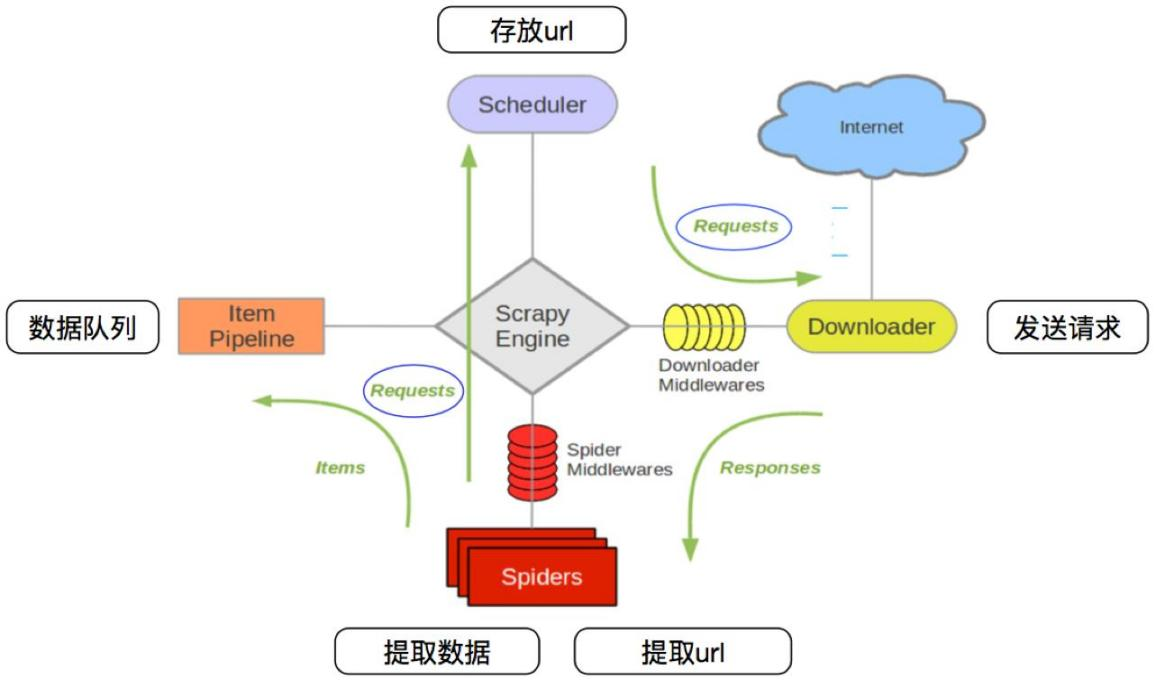 存放url
Scheduler
Internet
Requests
数据队列
Item
Pipeline
Scrapy
Engine
Downloader
发送请求
Downloader
Middlewares
Requests
Items
Spider
Middlewares
Responses
Spiders
提取数据
提取url